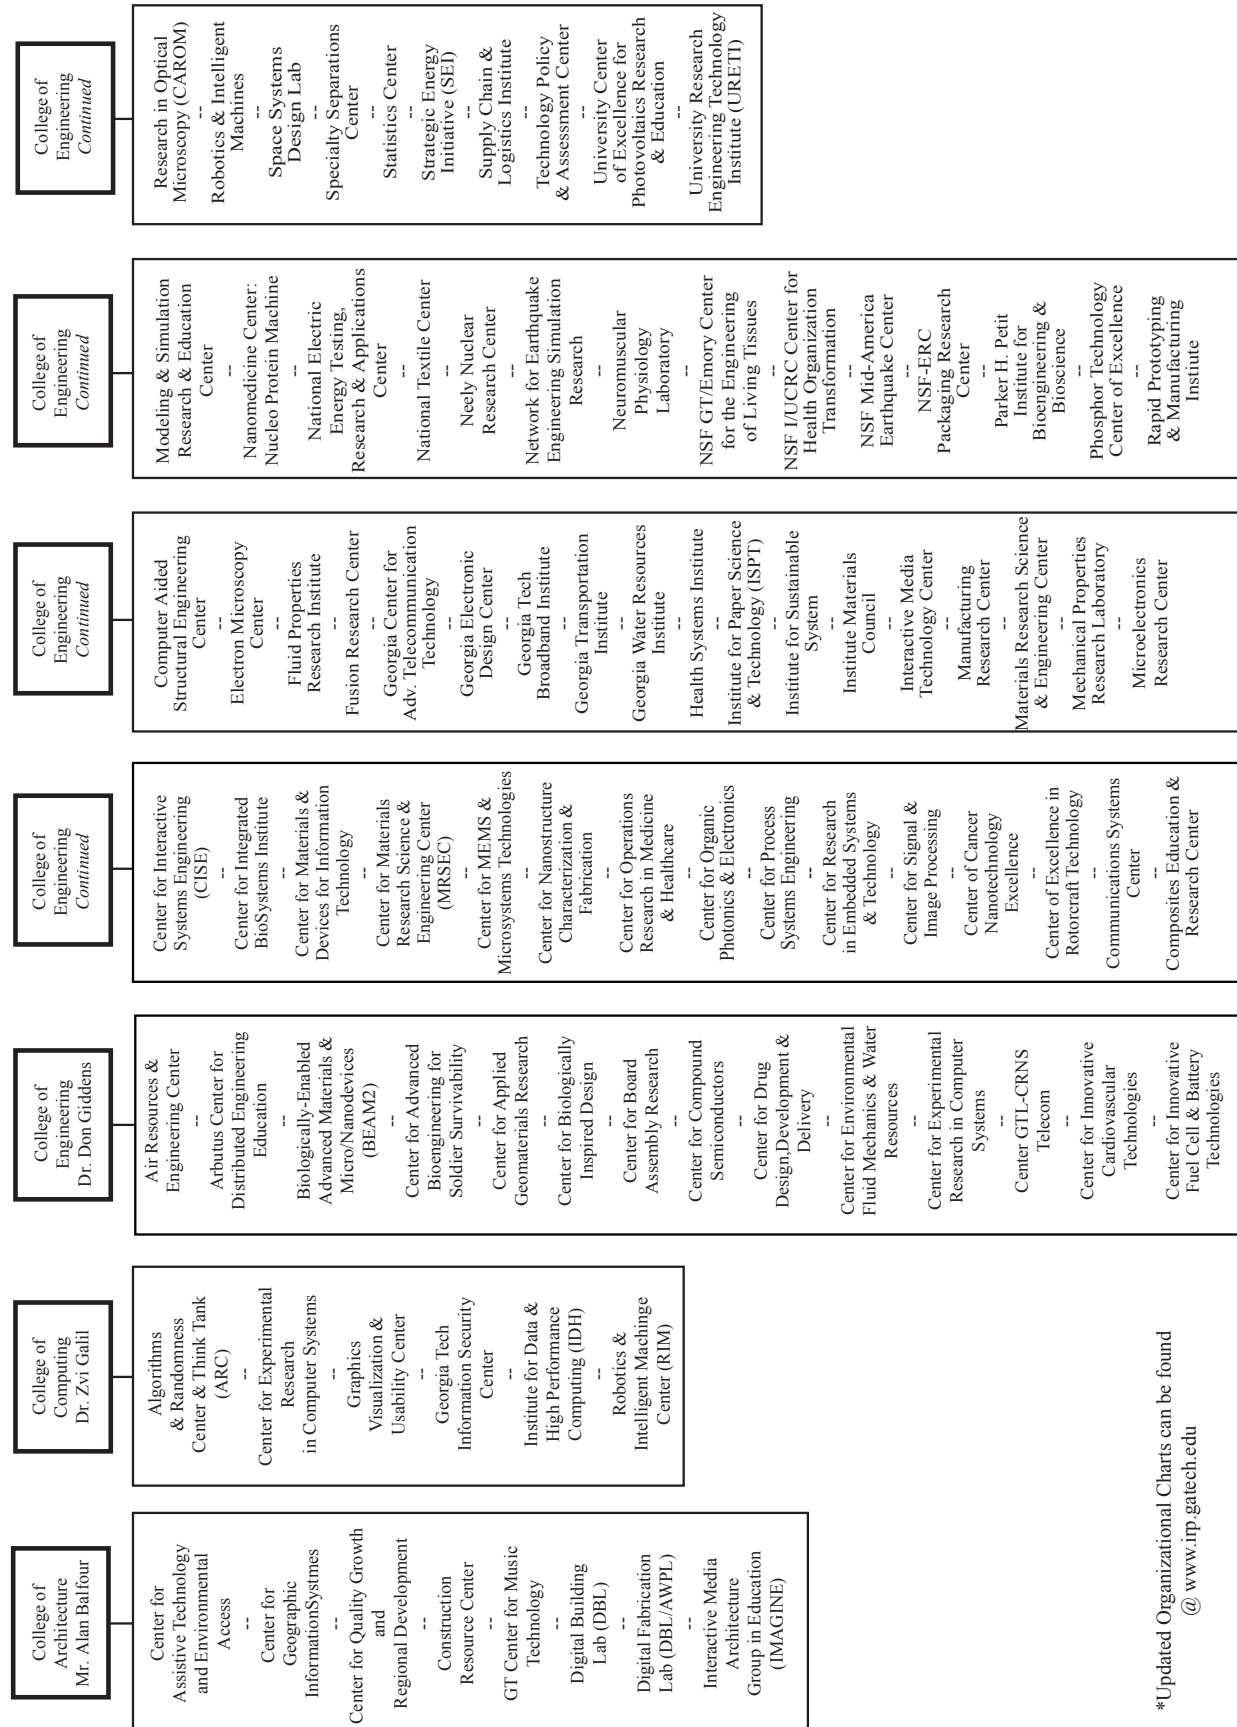 College of
Architecture
Mr. Alan Balfour
Center for
Assistive Technology
and Environmental
Access
--
Center for
Geographic
InformationSystmes
--
Center for Quality Growth
and
Regional Development
--
Construction
Resource Center
--
GT Center for Music
Technology
--
Digital Building
Lab (DBL)
--
Digital Fabrication
Lab (DBL/AWPL)
--
Interactive Media
Architecture
Group in Education
(IMAGINE)
College of
Computing
Dr. Zvi Galil
Algorithms
& Randomness
Center & Think Tank
(ARC)
--
Center for Experimental
Research
in Computer Systems
--
Graphics
Visualization &
Usability Center
--
Georgia Tech
Information Security
Center
--
Institute for Data &
High Performance
Computing (IDH)
--
Robotics &
Intelligent Machinge
Center (RIM)
College of
Engineering
Dr. Don Giddens
Air Resources &
Engineering Center
--
Arbutus Center for
Distributed Engineering
Education
--
Biologically-Enabled
Advanced Materials &
Micro/Nanodevices
(BEAM2)
--
Center for Advanced
Bioengineering for
Soldier Survivability
--
Center for Applied
Geomaterials Research
--
Center for Biologically
Inspired Design
--
Center for Board
Assembly Research
--
Center for Compound
Semiconductors
--
Center for Drug
Design,Development &
Delivery
--
Center for Environmental
Fluid Mechanics & Water
Resources
--
Center for Experimental
Research in Computer
Systems
--
Center GTL-CRNS
Telecom
--
Center for Innovative
Cardiovascular
Technologies
--
Center for Innovative
Fuel Cell & Battery
Technologies
College of
Engineering
Continued
Center for Interactive
Systems Engineering
(CISE)
--
Center for Integrated
BioSystems Institute
--
Center for Materials &
Devices for Information
Technology
--
Center for Materials
Research Science &
Engineering Center
(MRSEC)
--
Center for MEMS &
Microsystems Technologies
--
Center for Nanostructure
Characterization &
Fabrication
--
Center for Operations
Research in Medicine
& Healthcare
--
Center for Organic
Photonics & Electronics
--
Center for Process
Systems Engineering
--
Center for Research
in Embedded Systems
& Technology
--
Center for Signal &
Image Processing
--
Center of Cancer
Nanotechnology
Excellence
--
Center of Excellence in
Rotorcraft Technology
--
Communications Systems
Center
--
Composites Education &
Research Center
College of
Engineering
Continued
Computer Aided
Structural Engineering
Center
--
Electron Microscopy
Center
--
Fluid Properties
Research Institute
--
Fusion Research Center
--
Georgia Center for
Adv. Telecommunication
Technology
--
Georgia Electronic
Design Center
--
Georgia Tech
Broadband Institute
--
Georgia Transportation
Institute
--
Georgia Water Resources
Institute
--
Health Systems Institute
--
Institute for Paper Science
& Technology (ISPT)
--
Institute for Sustainable
System
--
Institute Materials
Council
--
Interactive Media
Technology Center
--
Manufacturing
Research Center
--
Materials Research Science
& Engineering Center
--
Mechanical Properties
Research Laboratory
--
Microelectronics
Research Center
College of
Engineering
Continued
Modeling & Simulation
Research & Education
Center
--
Nanomedicine Center:
Nucleo Protein Machine
--
National Electric
Energy Testing,
Research & Applications
Center
--
National Textile Center
--
Neely Nuclear
Research Center
--
Network for Earthquake
Engineering Simulation
Research
--
Neuromuscular
Physiology
Laboratory
--
NSF GT/Emory Center
for the Engineering
of Living Tissues
--
NSF I/UCRC Center for
Health Organization
Transformation
--
NSF Mid-America
Earthquake Center
--
NSF-ERC
Packaging Research
Center
--
Parker H. Petit
Institute for
Bioengineering &
Bioscience
--
Phosphor Technology
Center of Excellence
--
Rapid Prototyping
& Manufacturing
Institute
College of
Engineering
Continued
Research in Optical
Microscopy (CAROM)
--
Robotics & Intelligent
Machines
--
Space Systems
Design Lab
--
Specialty Separations
Center
--
Statistics Center
--
Strategic Energy
Initiative (SEI)
--
Supply Chain &
Logistics Institute
--
Technology Policy
& Assessment Center
--
University Center
of Excellence for
Photovoltaics Research
& Education
--
University Research
Engineering Technology
Institute (URETI)
*Updated Organizational Charts can be found
@ www.irp.gatech.edu